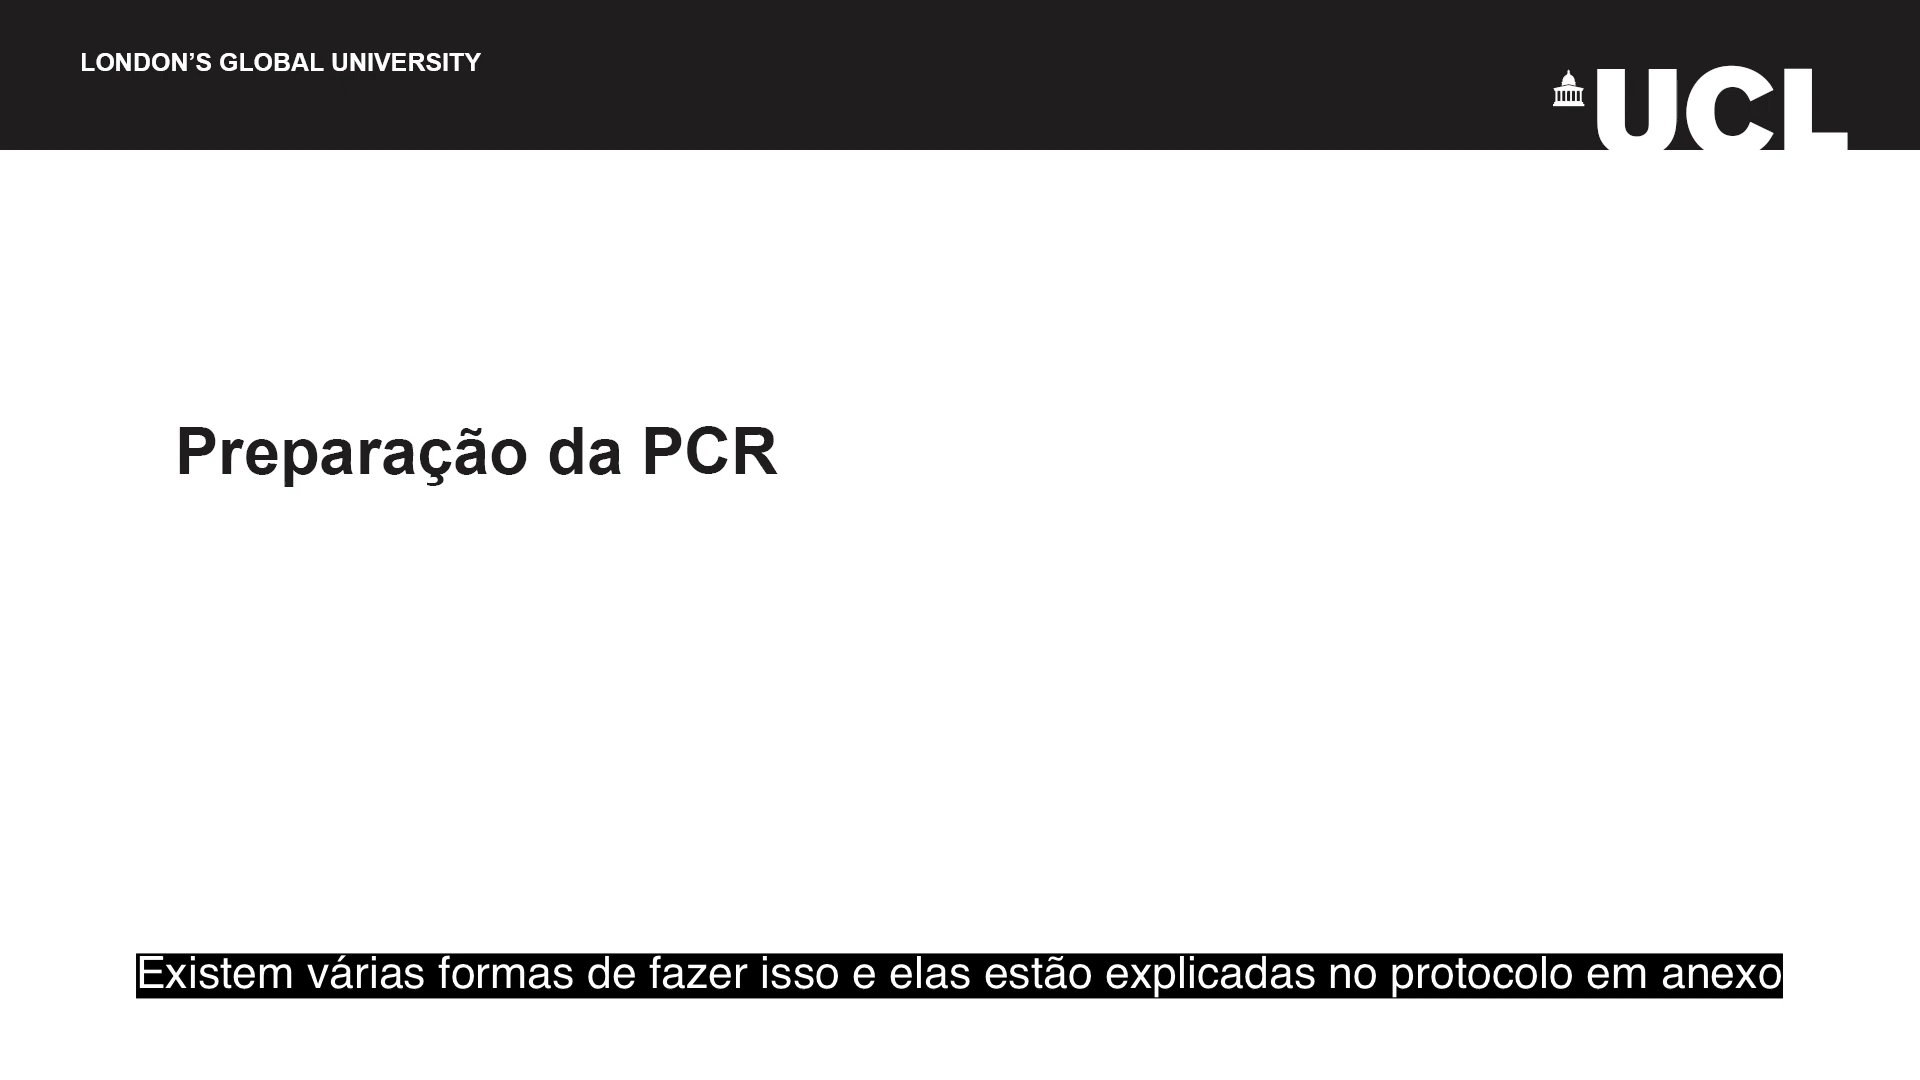 LONDON’S GLOBAL UNIVERSITY
UCL
Preparação da PCR
Existem várias formas de fazer isso e elas estão explicadas no protocolo em anexo